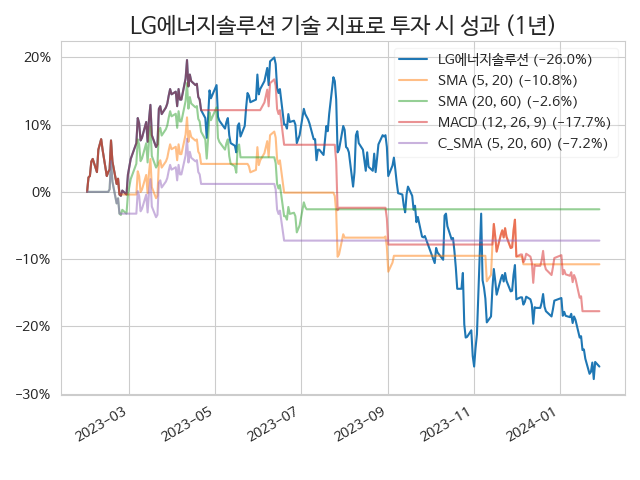 LG에너지솔루션 기술 지표로 투자 시 성과 (1년)
20%
10%
0%
−10%
−20%
−30%
LG에너지솔루션 (−26.0%)
SMA (5, 20) (−10.8%)
SMA (20, 60) (−2.6%)
MACD (12, 26, 9) (−17.7%)
C_SMA (5, 20, 60) (−7.2%)
2023−03
2023−05
2023−07
2023−09
2023−11
2024−01